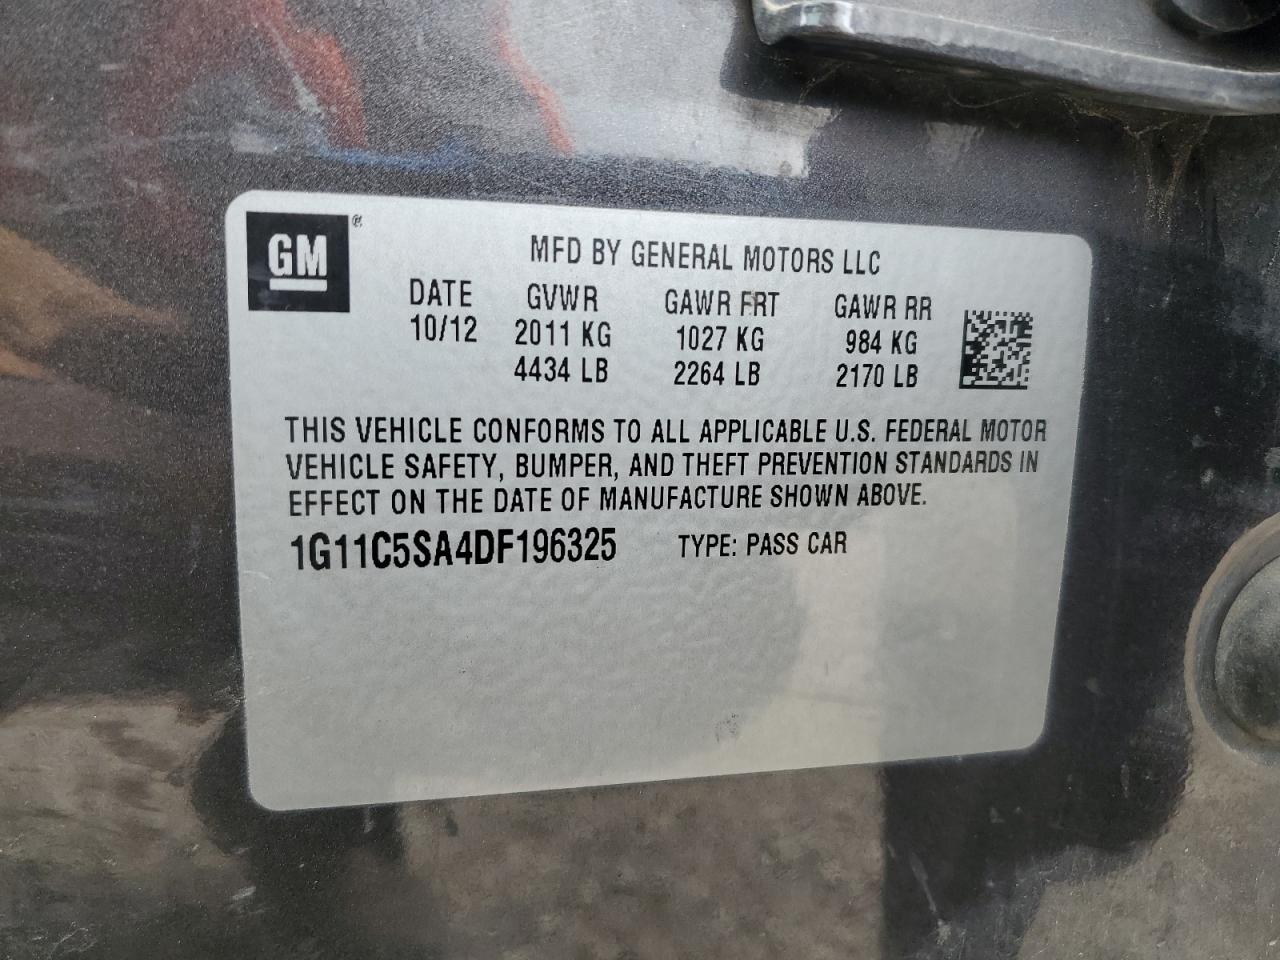 GM®
MFD BY GENERAL MOTORS LLC
DATE GVWR GAWR FRT GAWR RR
10/12 2011 KG 1027 KG 984 KG
4434 LB 2264 LB 2170 LB
THIS VEHICLE CONFORMS TO ALL APPLICABLE U.S. FEDERAL MOTOR
VEHICLE SAFETY, BUMPER, AND THEFT PREVENTION STANDARDS IN
EFFECT ON THE DATE OF MANUFACTURE SHOWN ABOVE.
1G11C5SA4DF196325 TYPE: PASS CAR